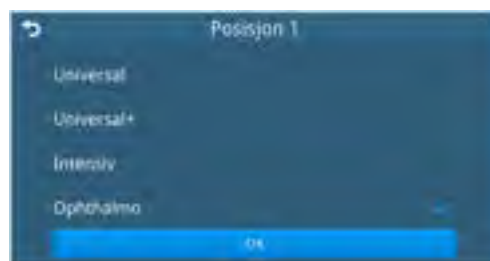 Posisjon 1
Universal
Universal+
Intensiv
Ophthalmo
OK